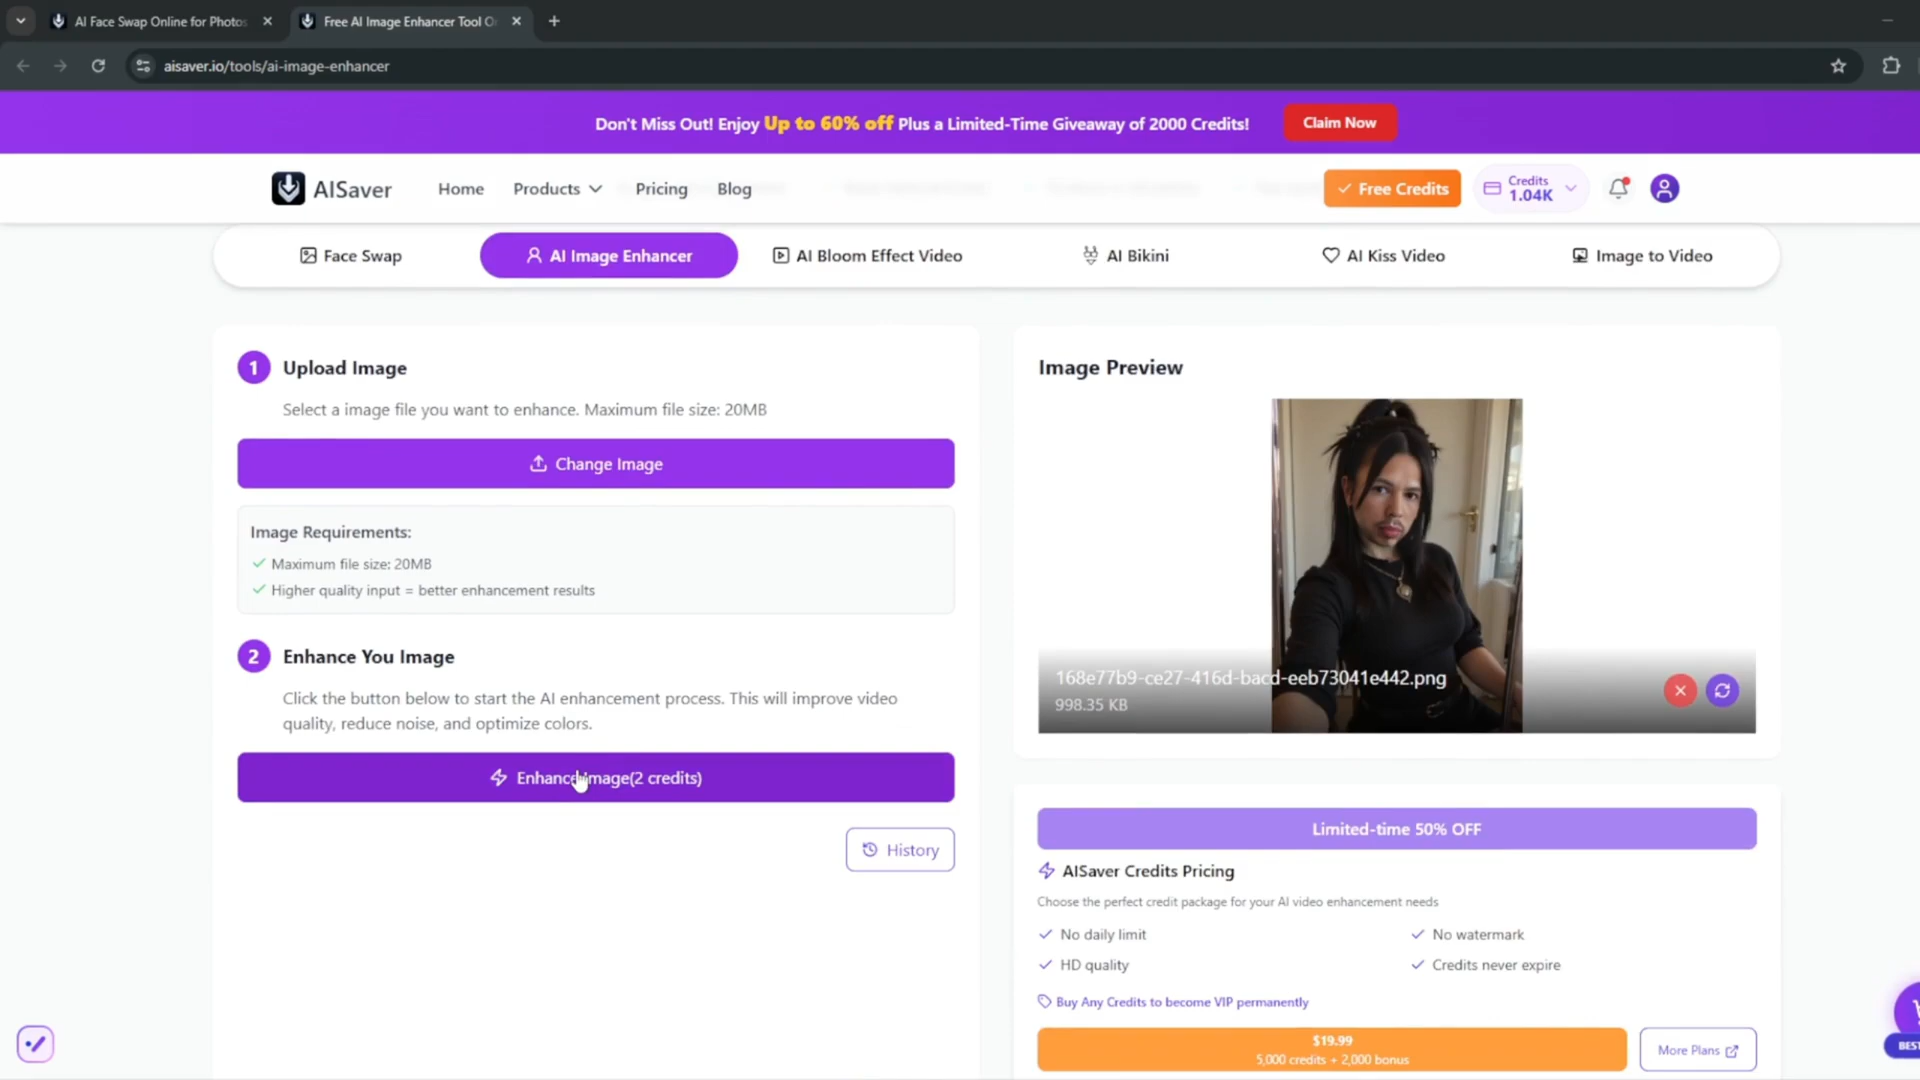 AI Face Swap Online for Photos
Free AI Image Enhancer Tool O
aisaver.io/tools/ai-image-enhancer
Don't Miss Out! Enjoy Up to 60% off Plus a Limited-Time Giveaway of 2000 Credits!
Claim Now
AISaver
Home
Products
Pricing
Blog
Free Credits
Credits
1.04K
Face Swap
AI Image Enhancer
AI Bloom Effect Video
AI Bikini
AI Kiss Video
Image to Video
1
Upload Image
Select a image file you want to enhance. Maximum file size: 20MB
Change Image
Image Requirements:
Maximum file size: 20MB
Higher quality input = better enhancement results
2
Enhance You Image
Click the button below to start the AI enhancement process. This will improve video
quality, reduce noise, and optimize colors.
Enhance Image(2 credits)
History
Image Preview
168e77b9-ce27-416d-bacd-eeb73041e442.png
998.35 KB
Limited-time 50% OFF
AISaver Credits Pricing
Choose the perfect credit package for your AI video enhancement needs
No daily limit
No watermark
HD quality
Credits never expire
Buy Any Credits to become VIP permanently
$19.99
5,000 credits + 2,000 bonus
More Plans
BEST